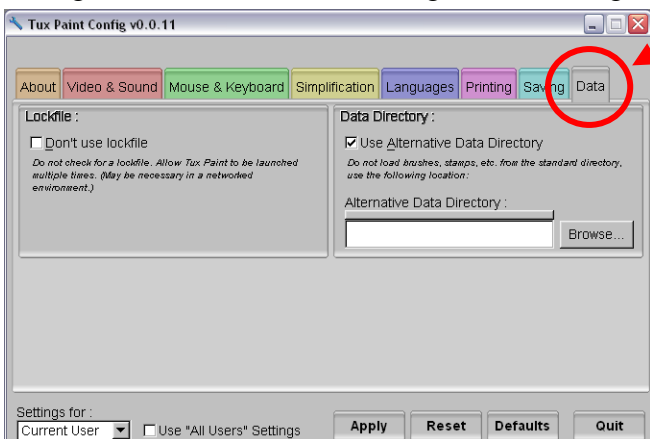 Tux Paint Config v0.0.11
About Video & Sound Mouse & Keyboard Simplification Languages Printing Saving Data
Lockfile :
Don't use lockfile
Do not check for a lockfile. Allow Tux Paint to be launched
multiple times. (May be necessary in a networked
environment.)
Data Directory :
Use Alternative Data Directory
Do not load brushes, stamps, etc. from the standard directory,
use the following location:
Alternative Data Directory :
Browse...
Settings for :
Current User Use "All Users" Settings Apply Reset Defaults Quit